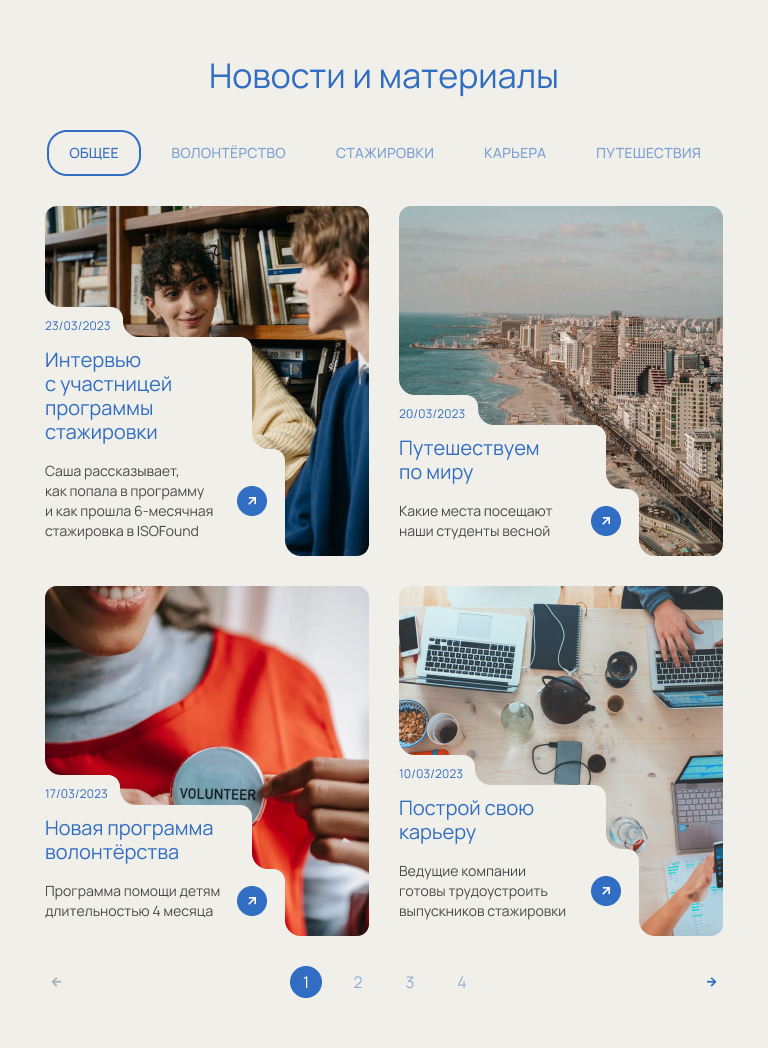 Новости и материалы
ОБЩЕЕ
ВОЛОНТЁРСТВО
СТАЖИРОВКИ
КАРЬЕРА
ПУТЕШЕСТВИЯ
23/03/2023
Интервью
с участницей
программы
стажировки
Саша рассказывает,
как попала в программу
и как прошла 6-месячная
стажировка в ISOFound
20/03/2023
Путешествуем
по миру
Какие места посещают
наши студенты весной
VOLUNTEER
17/03/2023
Новая программа
волонтёрства
Программа помощи детям
длительностью 4 месяца
10/03/2023
Построй свою
карьеру
Ведущие компании
готовы трудоустроить
выпускников стажировки
1 2 3 4